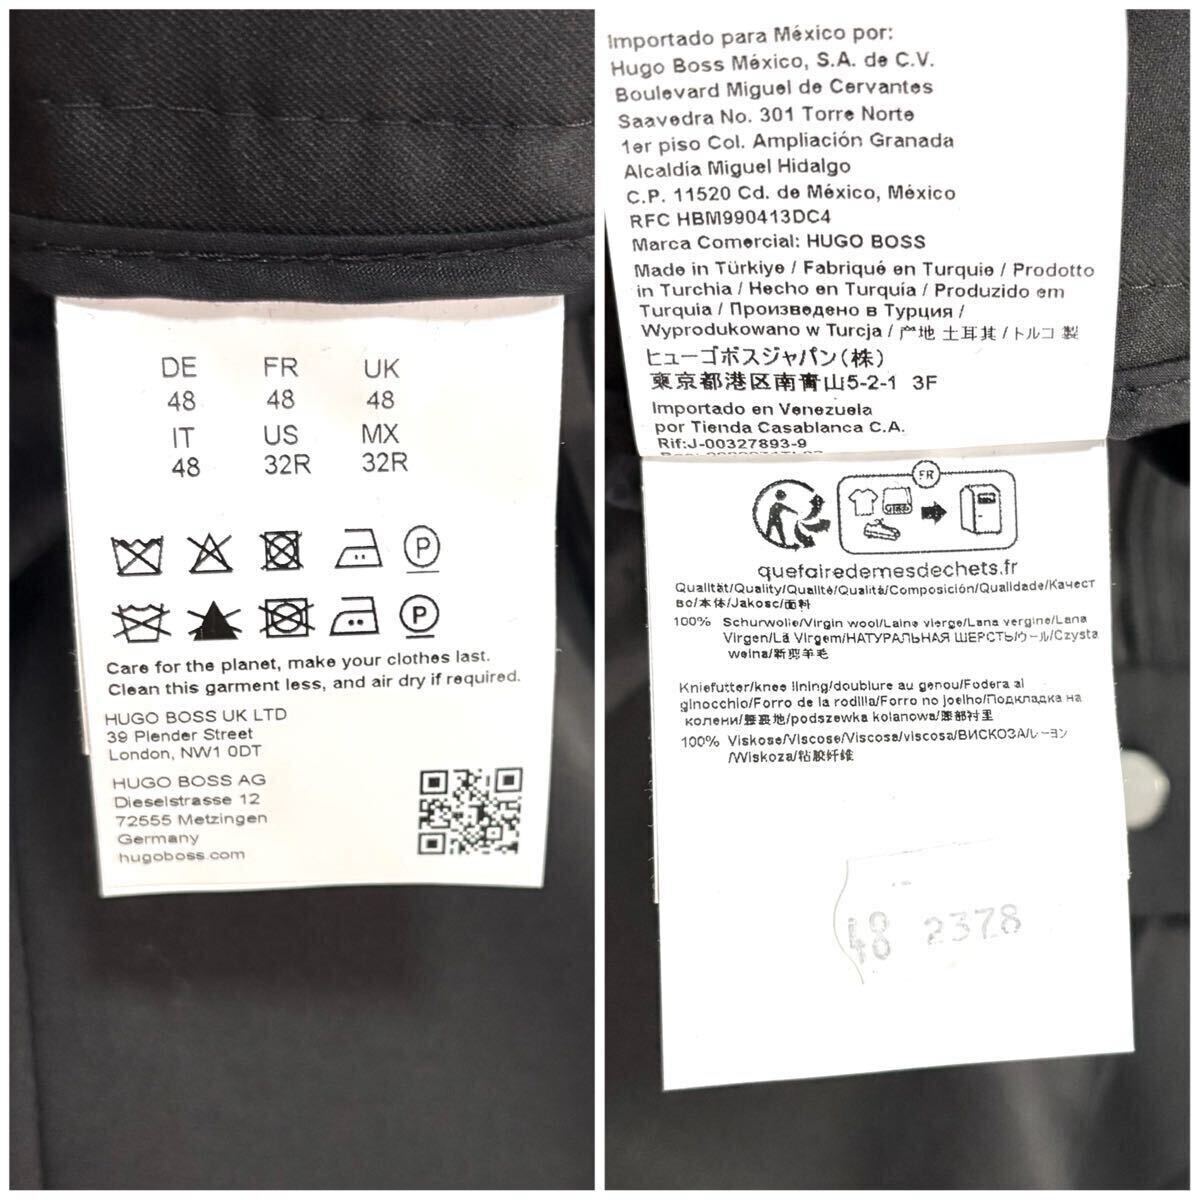 DE FR UK
48 48 48
IT US MX
48 32R 32R
P
P
Care for the planet, make your clothes last.
Clean this garment less, and air dry if required.
HUGO BOSS UK LTD
39 Plender Street
London, NW1 0DT
HUGO BOSS AG
Dieselstrasse 12
72555 Metzingen
Germany
hugoboss.com
Importado para México por:
Hugo Boss México, S.A. de C.V.
Boulevard Miguel de Cervantes
Saavedra No. 301 Torre Norte
1er piso Col. Ampliación Granada
Alcaldía Miguel Hidalgo
C.P. 11520 Cd. de México, México
RFC HBM990413DC4
Marca Comercial: HUGO BOSS
Made in Türkiye / Fabriqué en Turquie / Prodotto
in Turchia / Hecho en Turquía / Produzido em
Turquia / Произведено в Турция /
Wyprodukowano w Turcja / 产地 土耳其 / トルコ 製
ヒューゴボスジャパン(株)
東京都港区南青山5-2-1 3F
Importado en Venezuela
por Tienda Casablanca C.A.
Rif:J-00327893-9
FR
quefairedemesdechets.fr
Qualität/Quality/Qualité/Qualità/Composición/Qualidade/Качест
во/本体/Jakosc/面料
100% Schurwolle/Virgin wool/Laine vierge/Lana vergine/Lana
Virgen/Lã Virgem/НАТУРАЛЬНАЯ ШЕРСТЬ/ウール/Czysta
welna/新剪羊毛
Kniefutter/knee lining/doublure au genou/Fodera al
ginocchio/Forro de la rodilla/Forro no joelho/Подкладка на
колени/膝裏地/podszewka kolanowa/膝部衬里
100% Viskose/Viscose/Viscosa/viscosa/ВИСКОЗА/レーヨン
/Wiskoza/粘胶纤维
48 2378